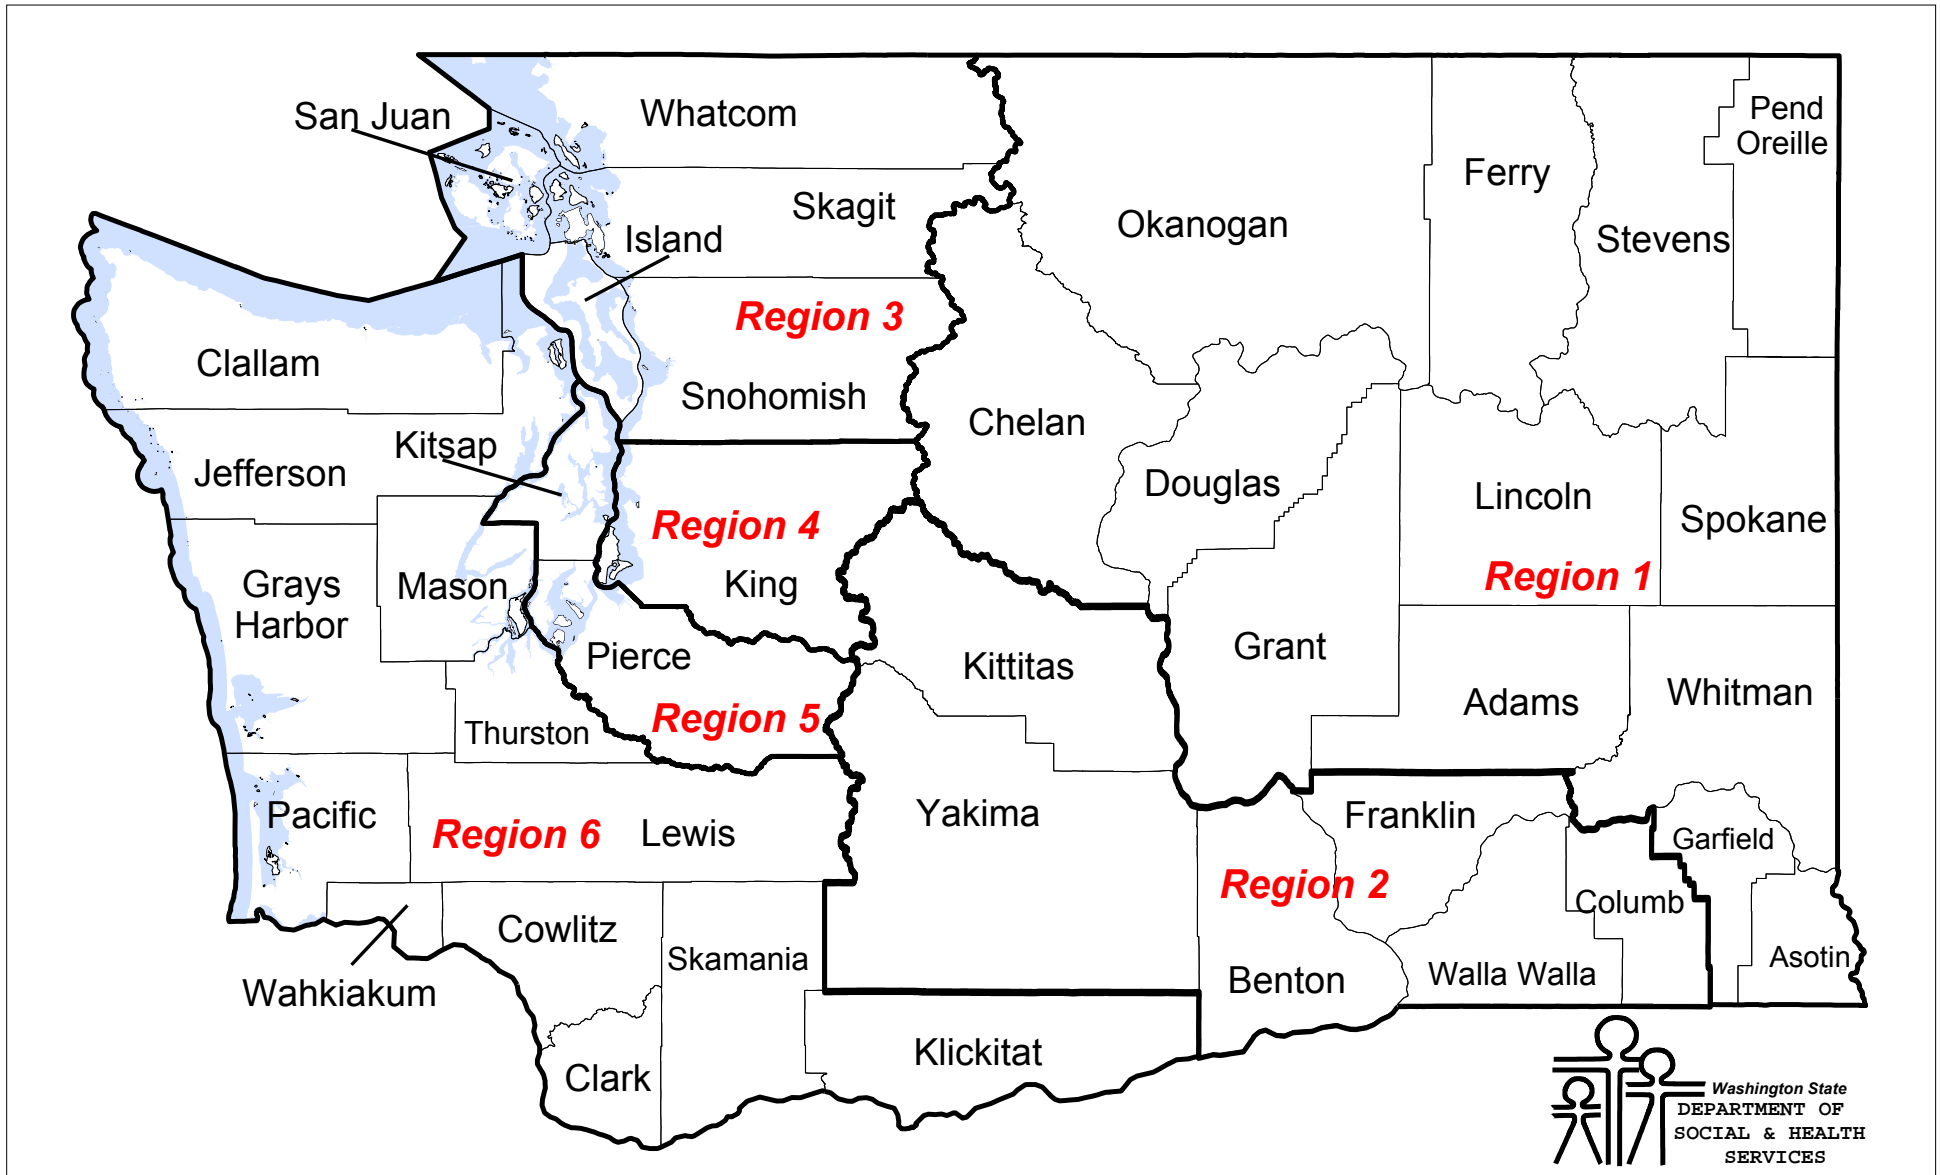 San Juan
Whatcom
Pend
Oreille
Ferry
Skagit
Okanogan
Island
Stevens
Region 3
Clallam
Snohomish
Chelan
Kitsap
Jefferson
Douglas
Lincoln
Spokane
Region 4
Region 1
Grays
Harbor
Mason
King
Pierce
Kittitas
Grant
Adams
Whitman
Region 5
Thurston
Pacific
Region 6
Lewis
Yakima
Franklin
Garfield
Region 2
Columb
Cowlitz
Skamania
Wahkiakum
Benton
Walla Walla
Asotin
Clark
Klickitat
Washington State
DEPARTMENT OF
SOCIAL & HEALTH
SERVICES